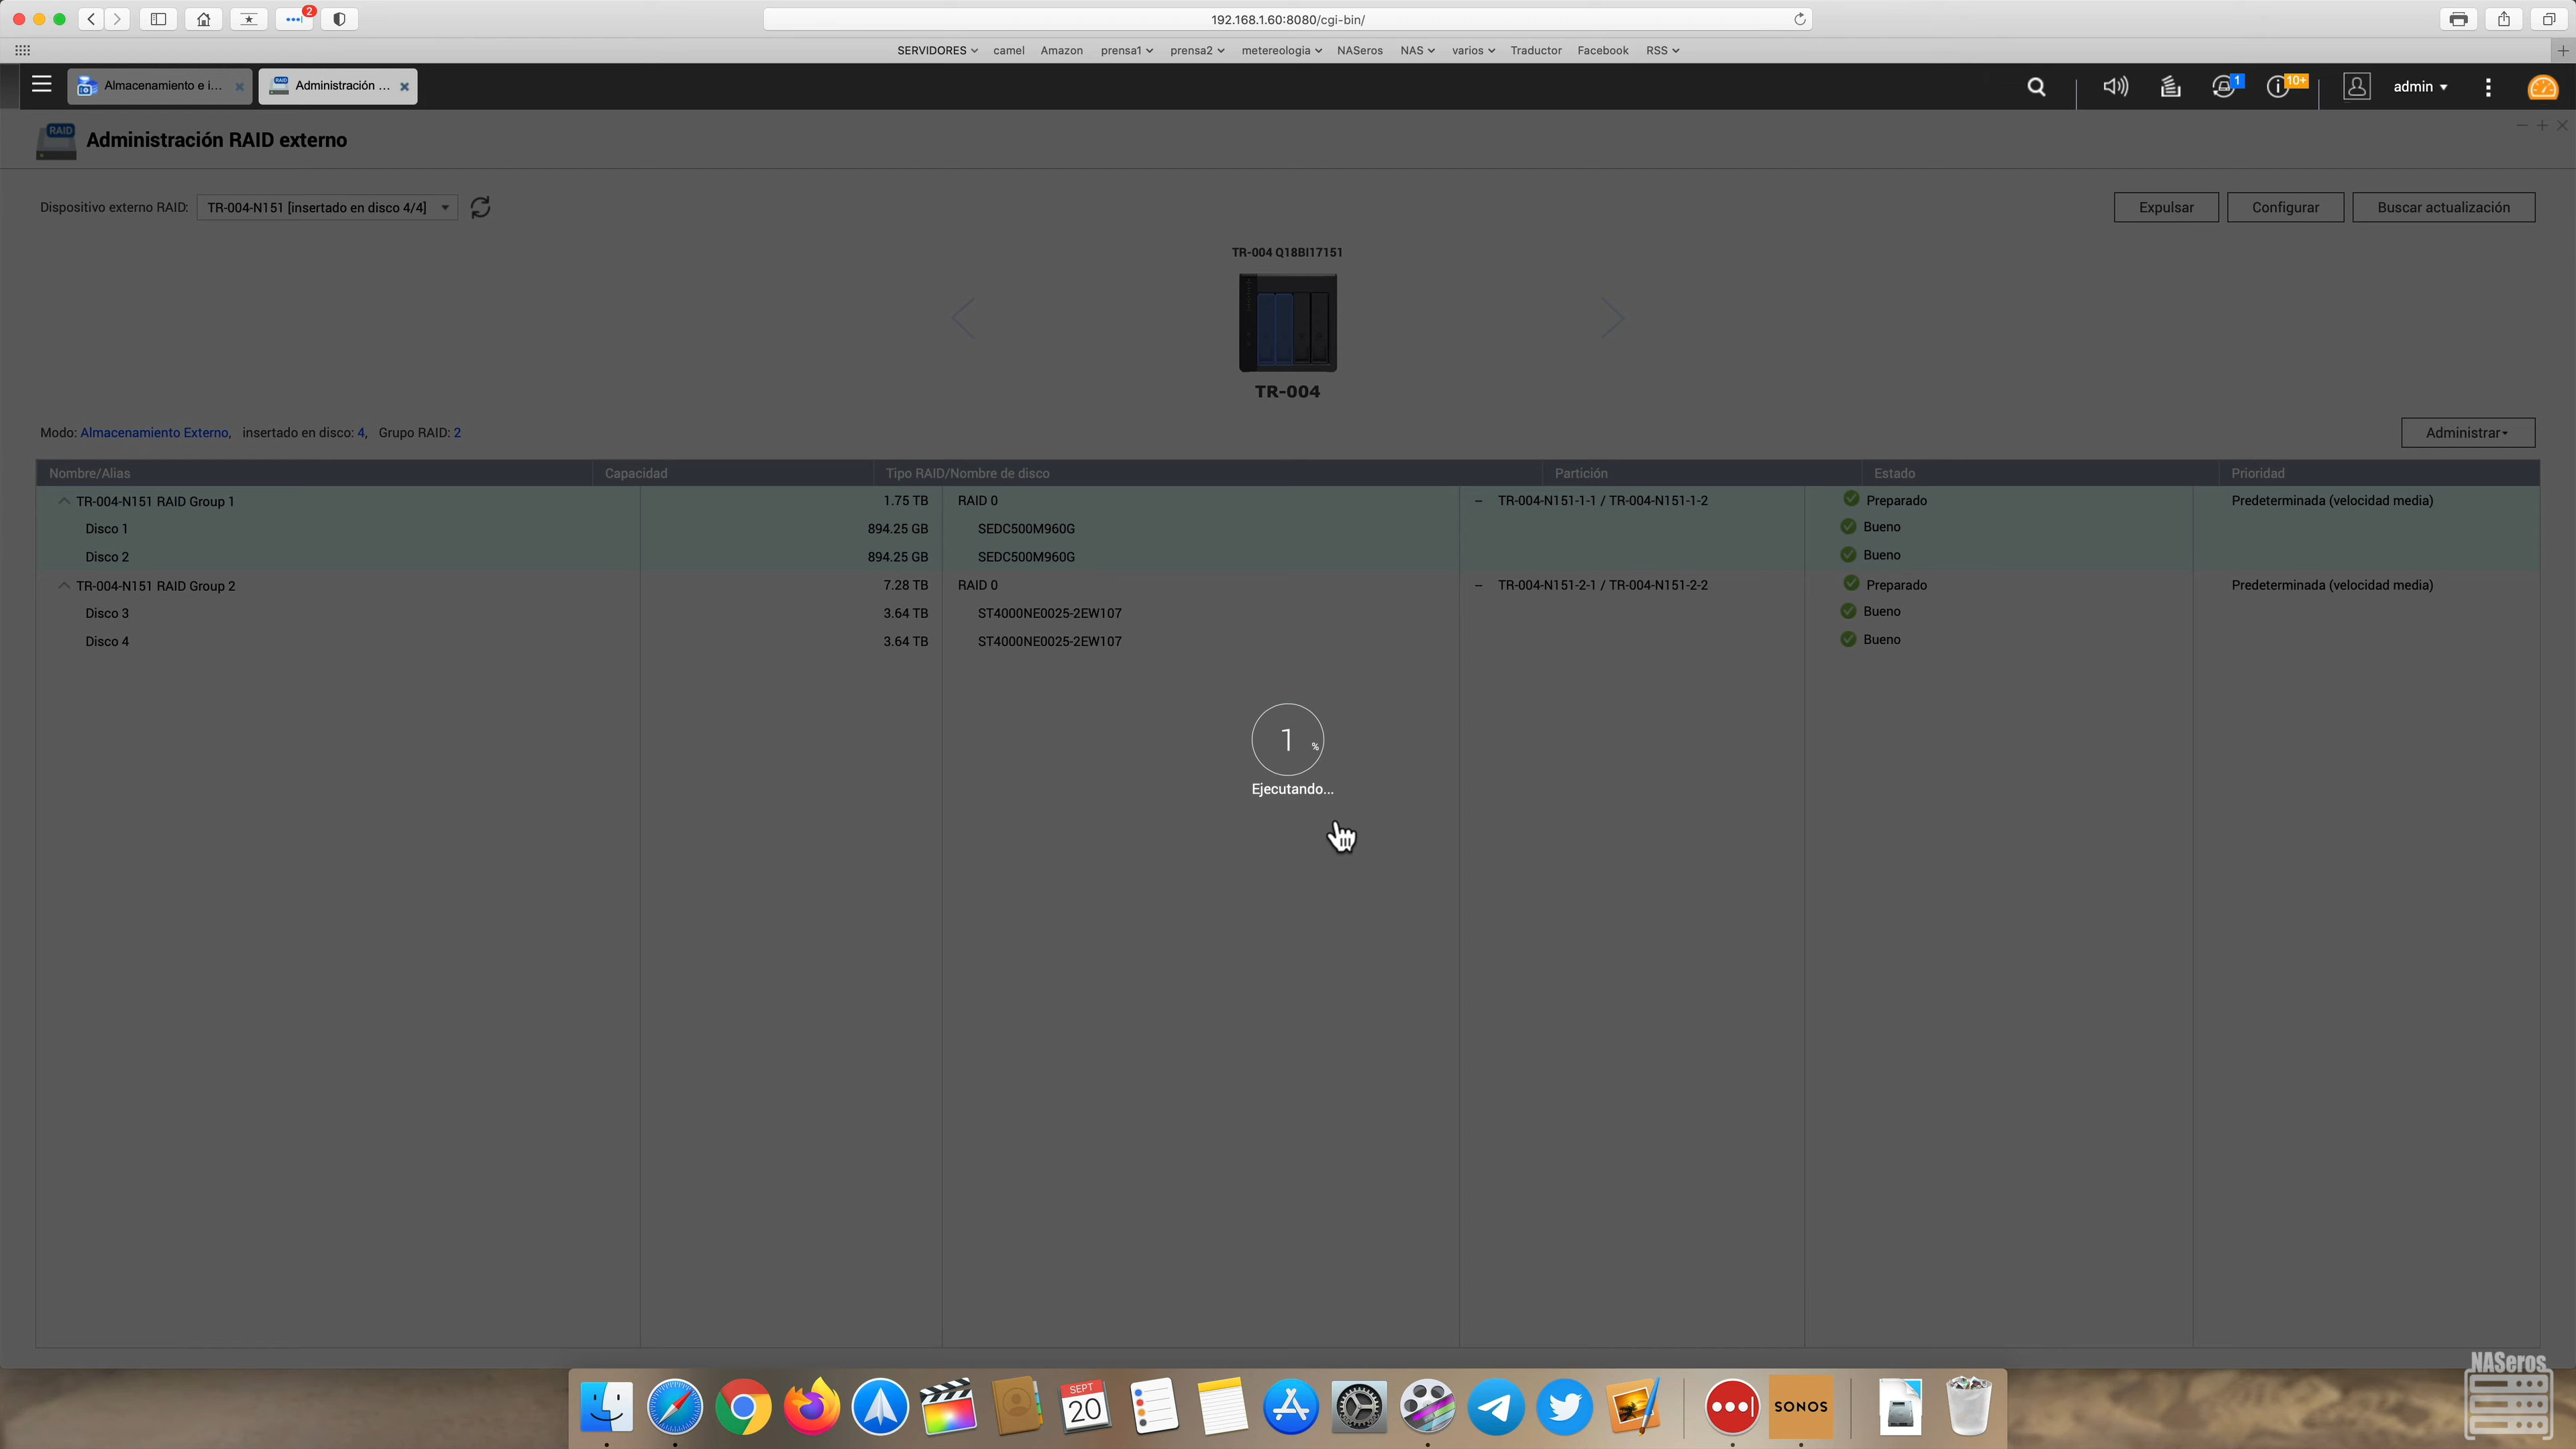 2
192.168.1.60:8080/cgi-bin/
SERVIDORES camel Amazon prensa1 prensa2 metereologia NASeros NAS varios Traductor Facebook RSS
Almacenamiento e i...
Administración ...
1
10+
admin
RAID
Administración RAID externo
Dispositivo externo RAID: TR-004-N151 [insertado en disco 4/4]
Expulsar
Configurar
Buscar actualización
TR-004 Q18BI17151
TR-004
Modo: Almacenamiento Externo, insertado en disco: 4, Grupo RAID: 2
Administrar
Nombre/Alias Capacidad Tipo RAID/Nombre de disco Partición Estado Prioridad
TR-004-N151 RAID Group 1 1.75 TB RAID 0 – TR-004-N151-1-1 / TR-004-N151-1-2 Preparado Predeterminada (velocidad media)
Disco 1 894.25 GB SEDC500M960G Bueno
Disco 2 894.25 GB SEDC500M960G Bueno
TR-004-N151 RAID Group 2 7.28 TB RAID 0 – TR-004-N151-2-1 / TR-004-N151-2-2 Preparado Predeterminada (velocidad media)
Disco 3 3.64 TB ST4000NE0025-2EW107 Bueno
Disco 4 3.64 TB ST4000NE0025-2EW107 Bueno
1 %
Ejecutando...
SEPT
20
SONOS
NASeros